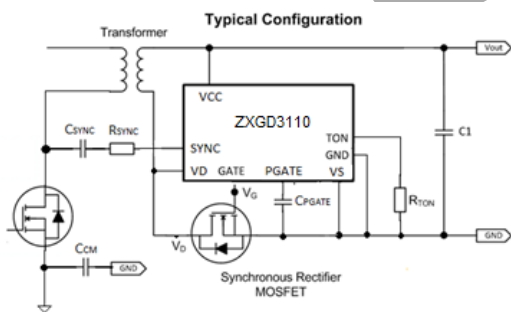 Typical Configuration
Transformer
Vout
VCC
ZXGD3110
CSYNC
RSYNC
SYNC
TON
GND
C1
VD
GATE
PGATE
VS
VG
CPGATE
RTON
VD
GND
CCM
GND
Synchronous Rectifier
MOSFET